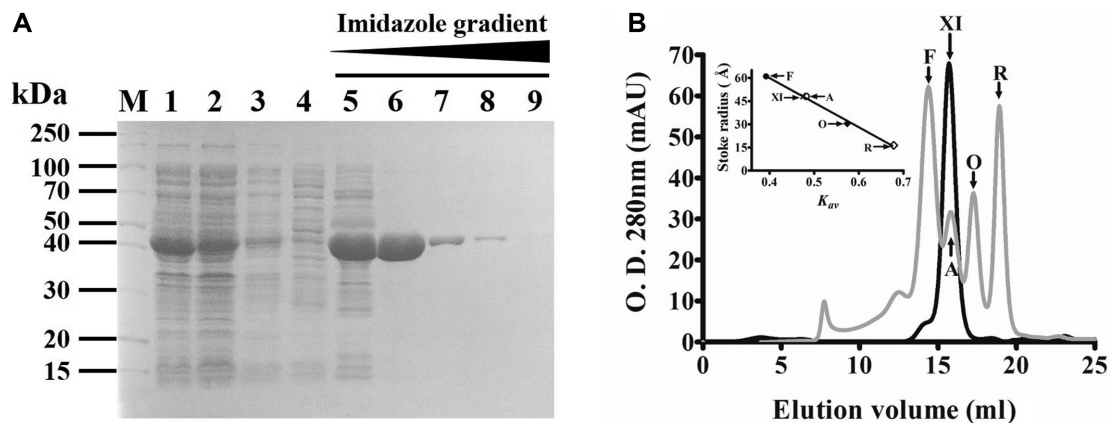 A
Imidazole gradient
kDa M 1 2 3 4 5 6 7 8 9
250
100
70
50
40
30
20
15
B
XI
F
R
O
A
O. D. 280nm (mAU)
70
60
50
40
30
20
10
0
0 5 10 15 20 25
Elution volume (ml)
Stoke radius ( Å)
60
45
30
15
0
0.4 0.5 0.6 0.7
Kav
F
XI A
O
R